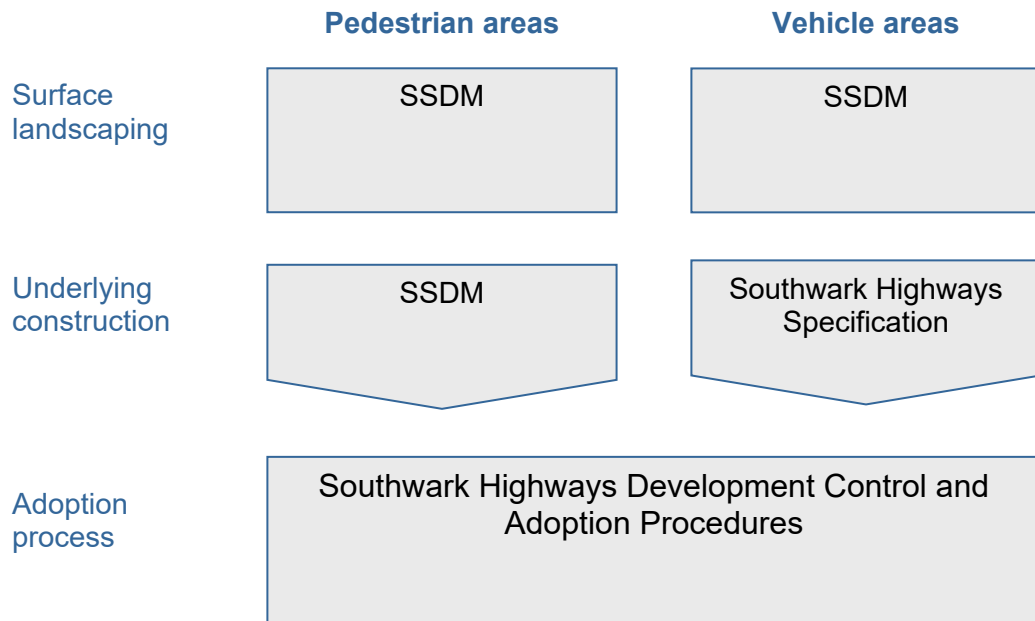 Pedestrian areas
Vehicle areas
Surface
landscaping
SSDM
SSDM
Underlying
construction
SSDM
Southwark Highways
Specification
Adoption
process
Southwark Highways Development Control and
Adoption Procedures